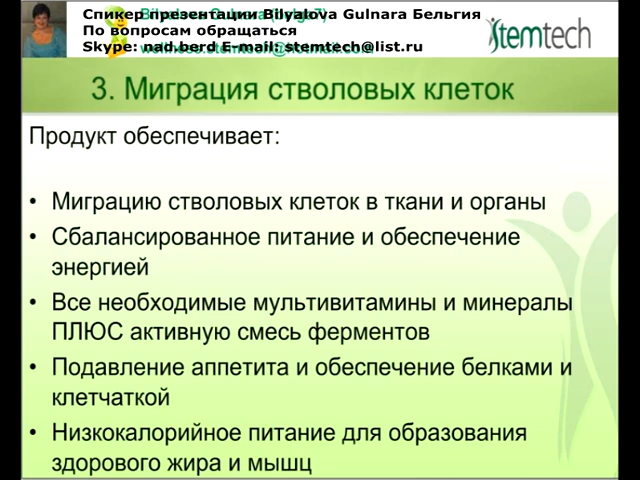 Спикер презентации Bilyalova Gulnara Бельгия
По вопросам обращаться
Skype: nad.berd E-mail: stemtech@list.ru
Stemtech
3. Миграция стволовых клеток
Продукт обеспечивает:
• Миграцию стволовых клеток в ткани и органы
• Сбалансированное питание и обеспечение
энергией
• Все необходимые мультивитамины и минералы
ПЛЮС активную смесь ферментов
• Подавление аппетита и обеспечение белками и
клетчаткой
• Низкокалорийное питание для образования
здорового жира и мышц